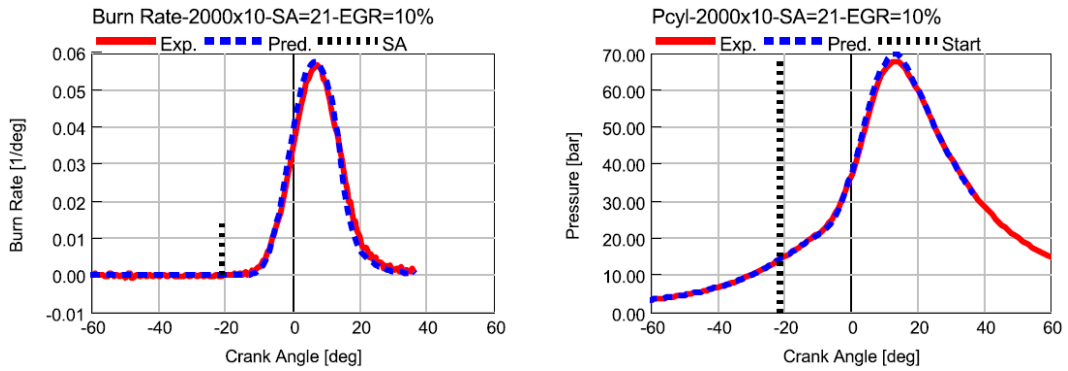 Burn Rate-2000x10-SA=21-EGR=10%
Exp. Pred. SA
0.06
0.05
0.04
0.03
0.02
0.01
0.00
-0.01
Burn Rate [1/deg]
-60 -40 -20 0 20 40 60
Crank Angle [deg]
Pcyl-2000x10-SA=21-EGR=10%
Exp. Pred. Start
70.00
60.00
50.00
40.00
30.00
20.00
10.00
0.00
Pressure [bar]
-60 -40 -20 0 20 40 60
Crank Angle [deg]